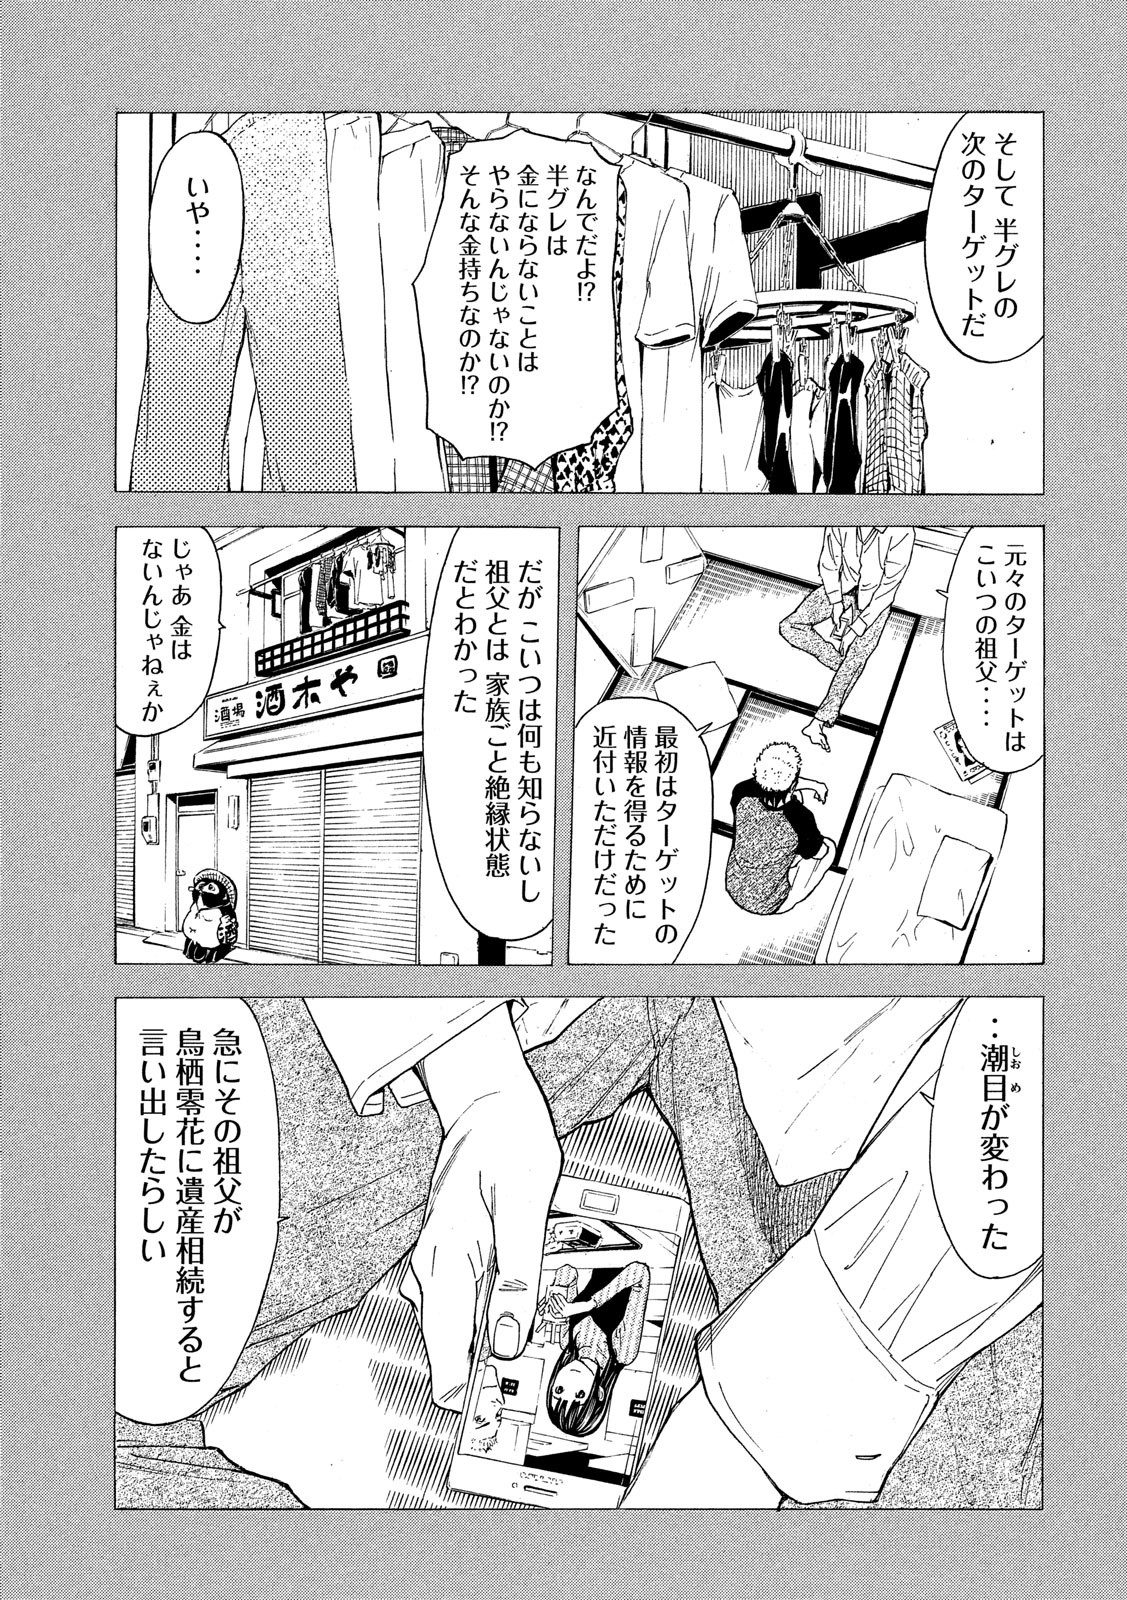 そして 半グレの
次のターゲットだ
なんでだよ!?
半グレは
金にならないことは
やらないんじゃないのか!?
そんな金持ちなのか!?
いや‥‥
元々のターゲットは
こいつの祖父‥‥
最初はターゲットの
情報を得るために
近付いただけだった
だが こいつは何も知らないし
祖父とは 家族ごと絶縁状態
だとわかった
じゃあ 金は
ないんじゃねぇか
酒場
酒木や
酒
‥潮目が変わった
しおめ
急にその祖父が
鳥栖零花に遺産相続すると
言い出したらしい